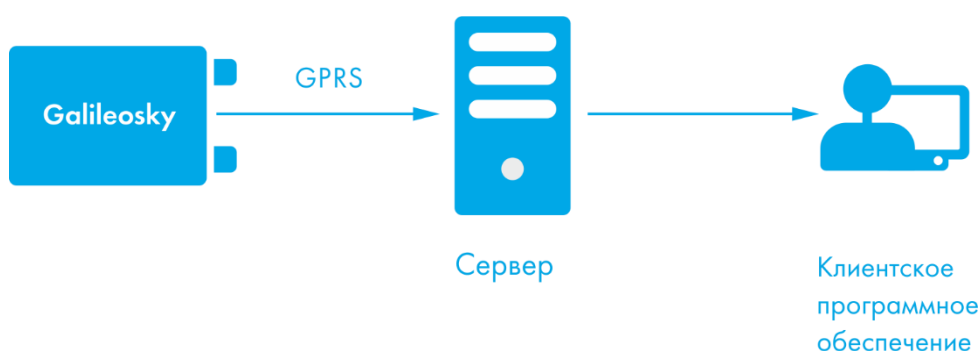 Galileosky
GPRS
Сервер
Клиентское
программное
обеспечение